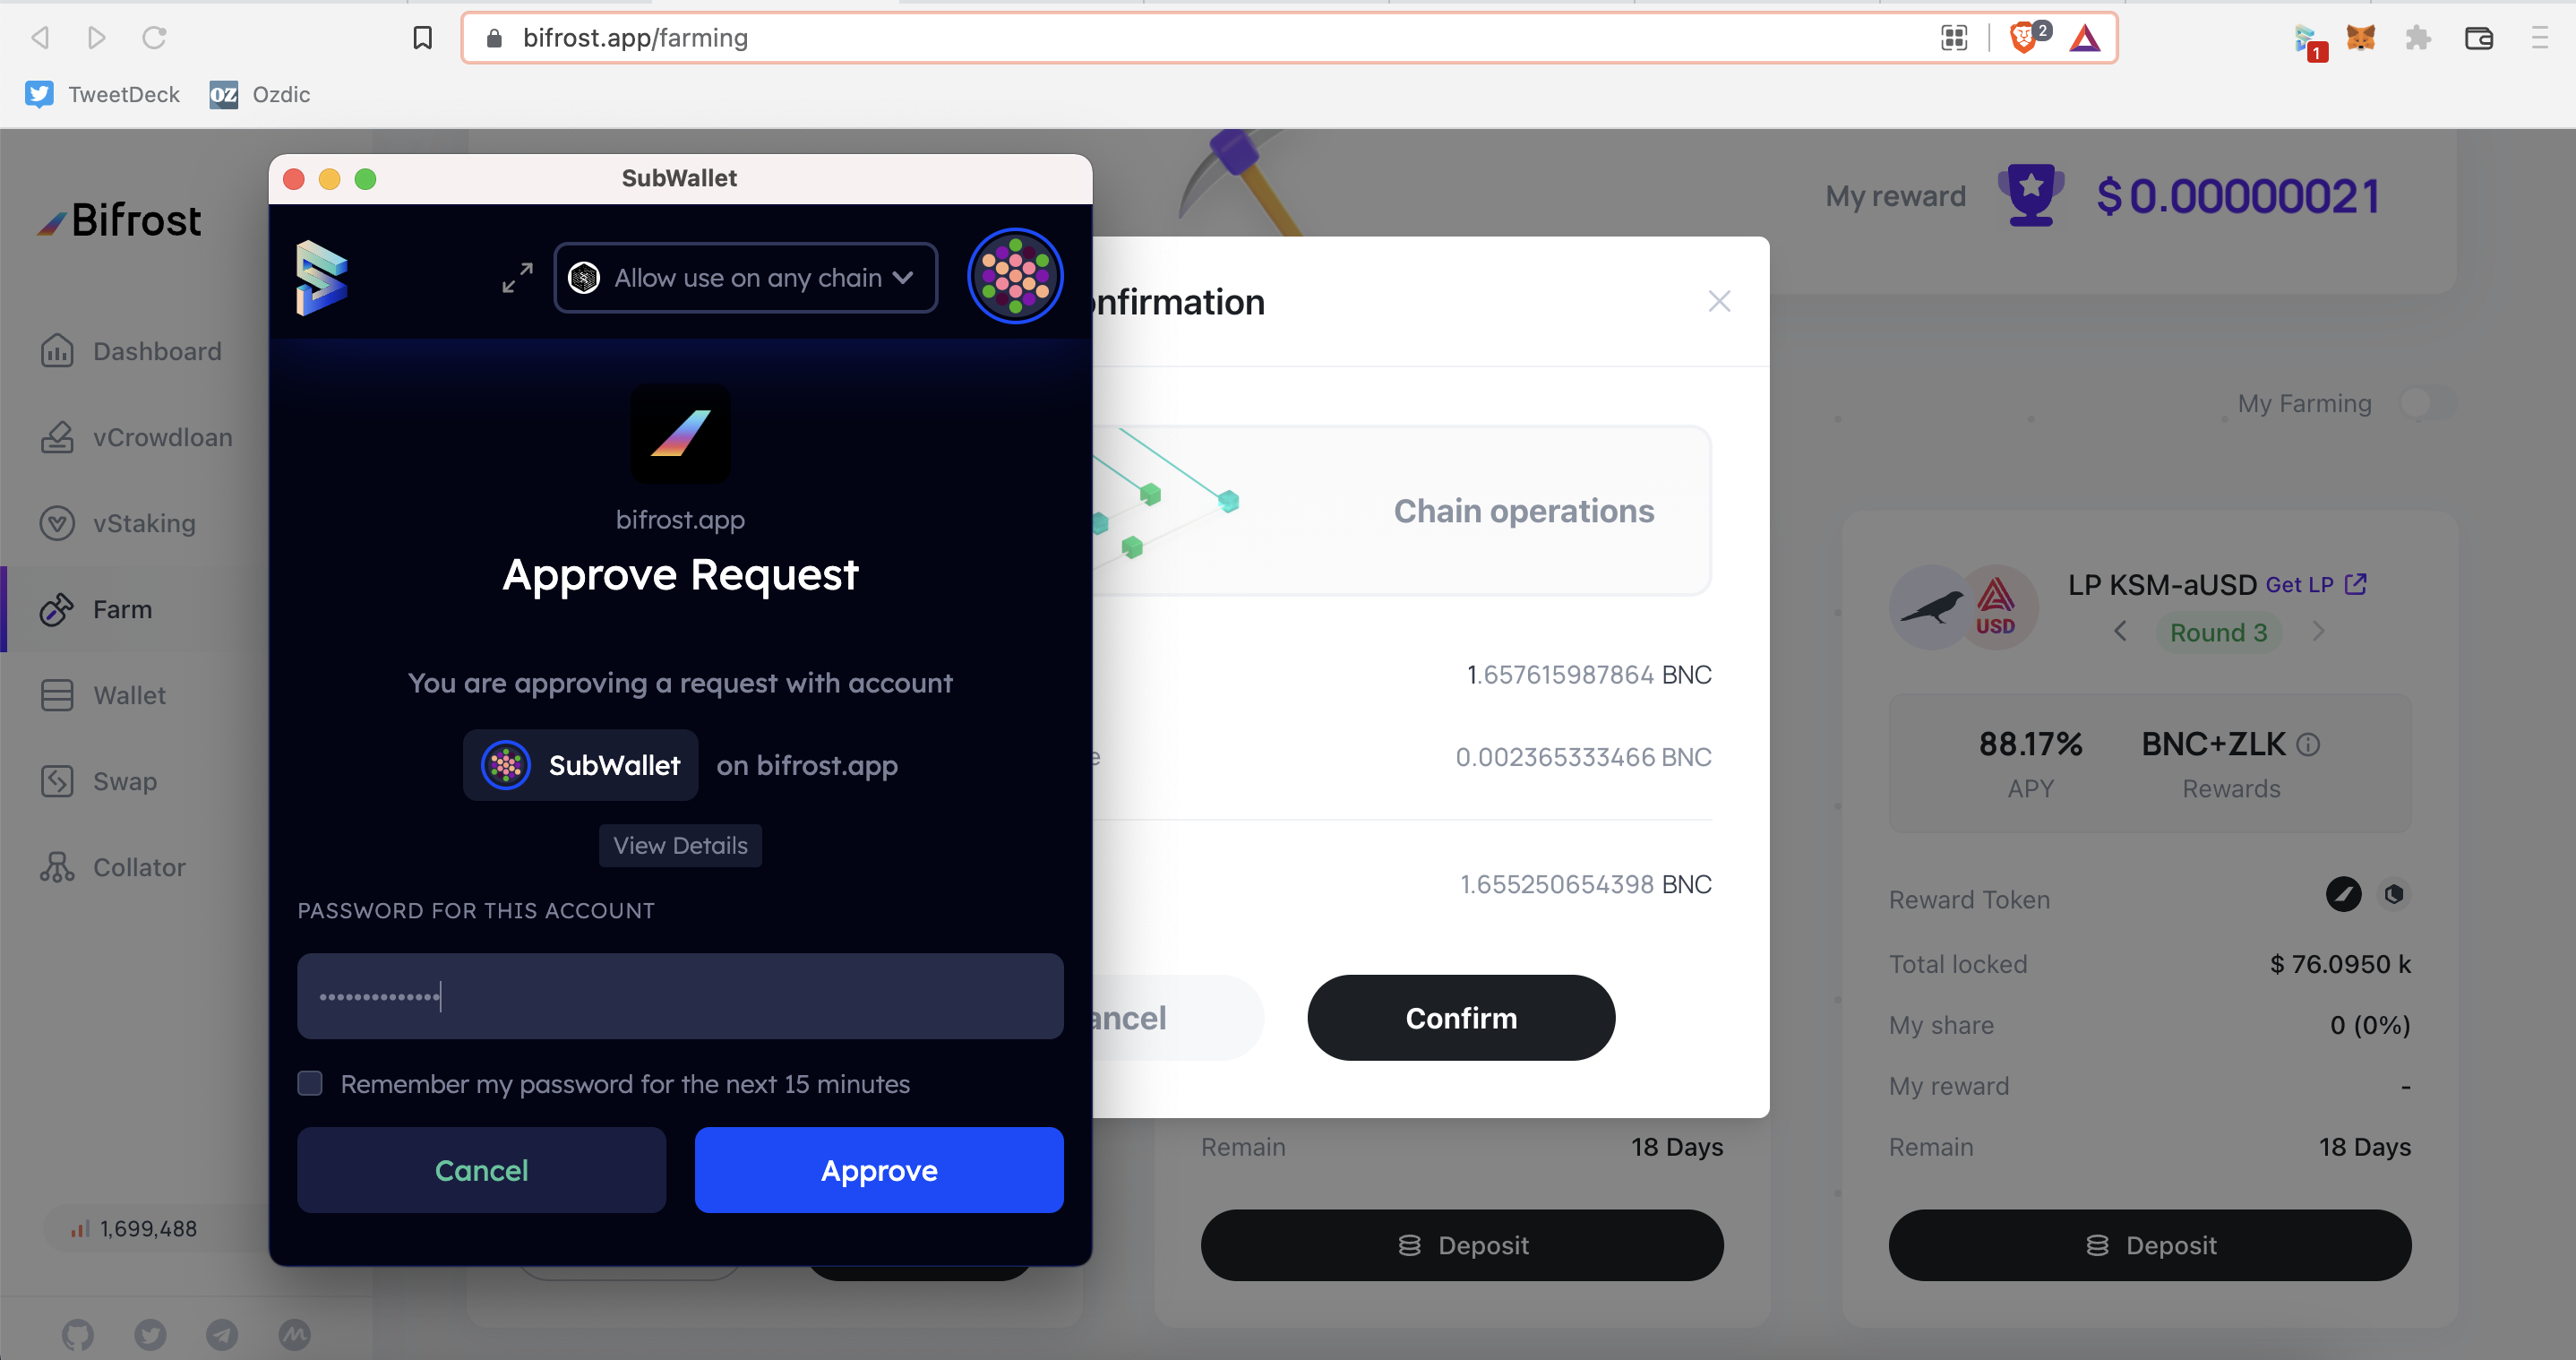 bifrost.app/farming
2
1
TweetDeck
OZ
Ozdic
Bifrost
Dashboard
vCrowdloan
vStaking
Farm
Wallet
Swap
Collator
1,699,488
SubWallet
Allow use on any chain
bifrost.app
Approve Request
You are approving a request with account
SubWallet on bifrost.app
View Details
PASSWORD FOR THIS ACCOUNT
••••••••••••••
Remember my password for the next 15 minutes
Cancel
Approve
onfirmation
Chain operations
1.657615987864 BNC
e 0.002365333466 BNC
1.655250654398 BNC
ancel
Confirm
Remain 18 Days
Deposit
My reward $ 0.00000021
My Farming
USD
LP KSM-aUSD Get LP
Round 3
88.17% BNC+ZLK
APY Rewards
Reward Token
Total locked $ 76.0950 k
My share 0 (0%)
My reward -
Remain 18 Days
Deposit